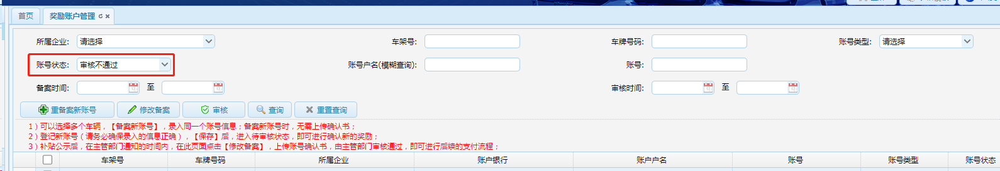 首页 奖励账户管理
所属企业: 请选择 车架号: 车牌号码: 账号类型: 请选择
账号状态: 审核不通过 账号户名(模糊查询): 账号:
备案时间: 至 审核时间: 至
重备案新账号 修改备案 审核 查询 重置查询
1）可以选择多个车辆，【备案新账号】，录入同一个账号信息；备案新账号时，无需上传确认书；
2）登记新账号（请务必确保录入的信息正确），【保存】后，进入待审核状态，即可进行确认新的奖励；
3）补贴公示后，在主管部门通知的时间内，在此页面点击【修改备案】，上传账号确认书，由主管部门审核通过，即可进行后续的支付流程；
车架号 车牌号码 所属企业 账户银行 账户户名 账号 账号类型 账号状态